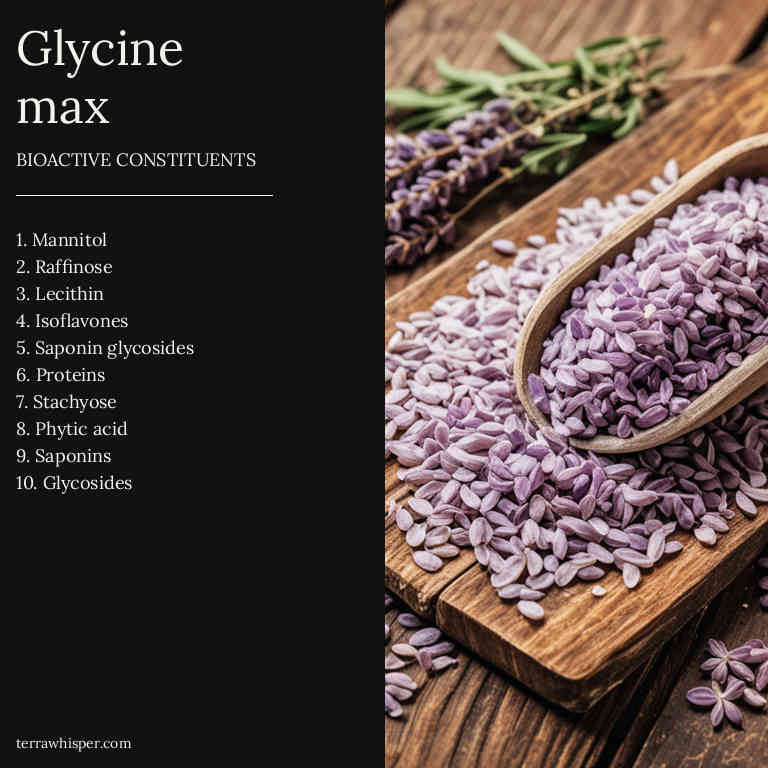 Glycine
max
BIOACTIVE CONSTITUENTS
1. Mannitol
2. Raffinose
3. Lecithin
4. Isoflavones
5. Saponin glycosides
6. Proteins
7. Stachyose
8. Phytic acid
9. Saponins
10. Glycosides
terrawhisper.com